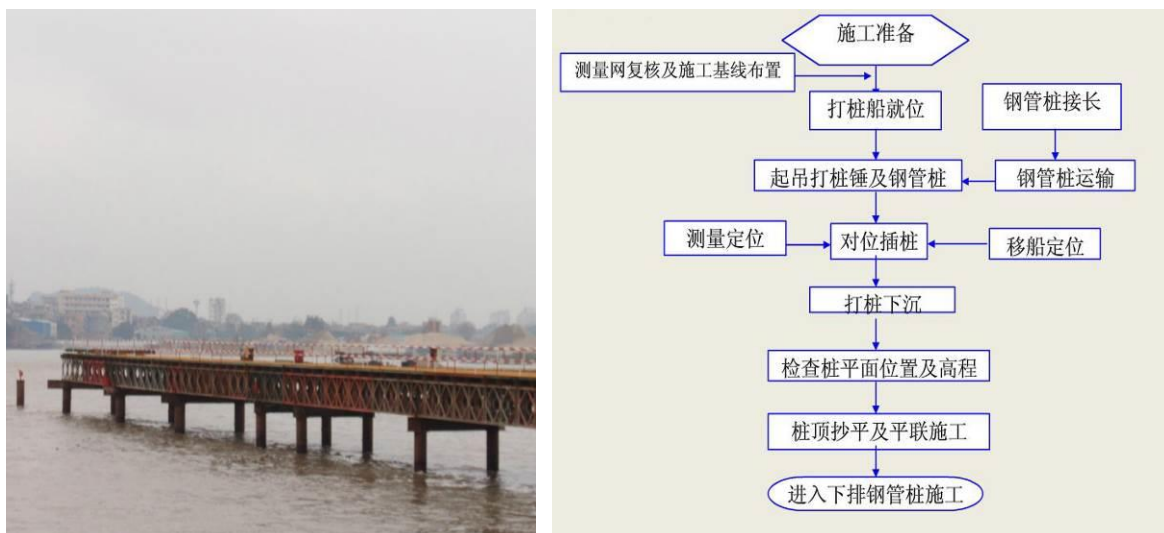 施工准备
测量网复核及施工基线布置
打桩船就位
钢管桩接长
起吊打桩锤及钢管桩
钢管桩运输
测量定位
对位插桩
移船定位
打桩下沉
检查桩平面位置及高程
桩顶抄平及平联施工
进入下排钢管桩施工